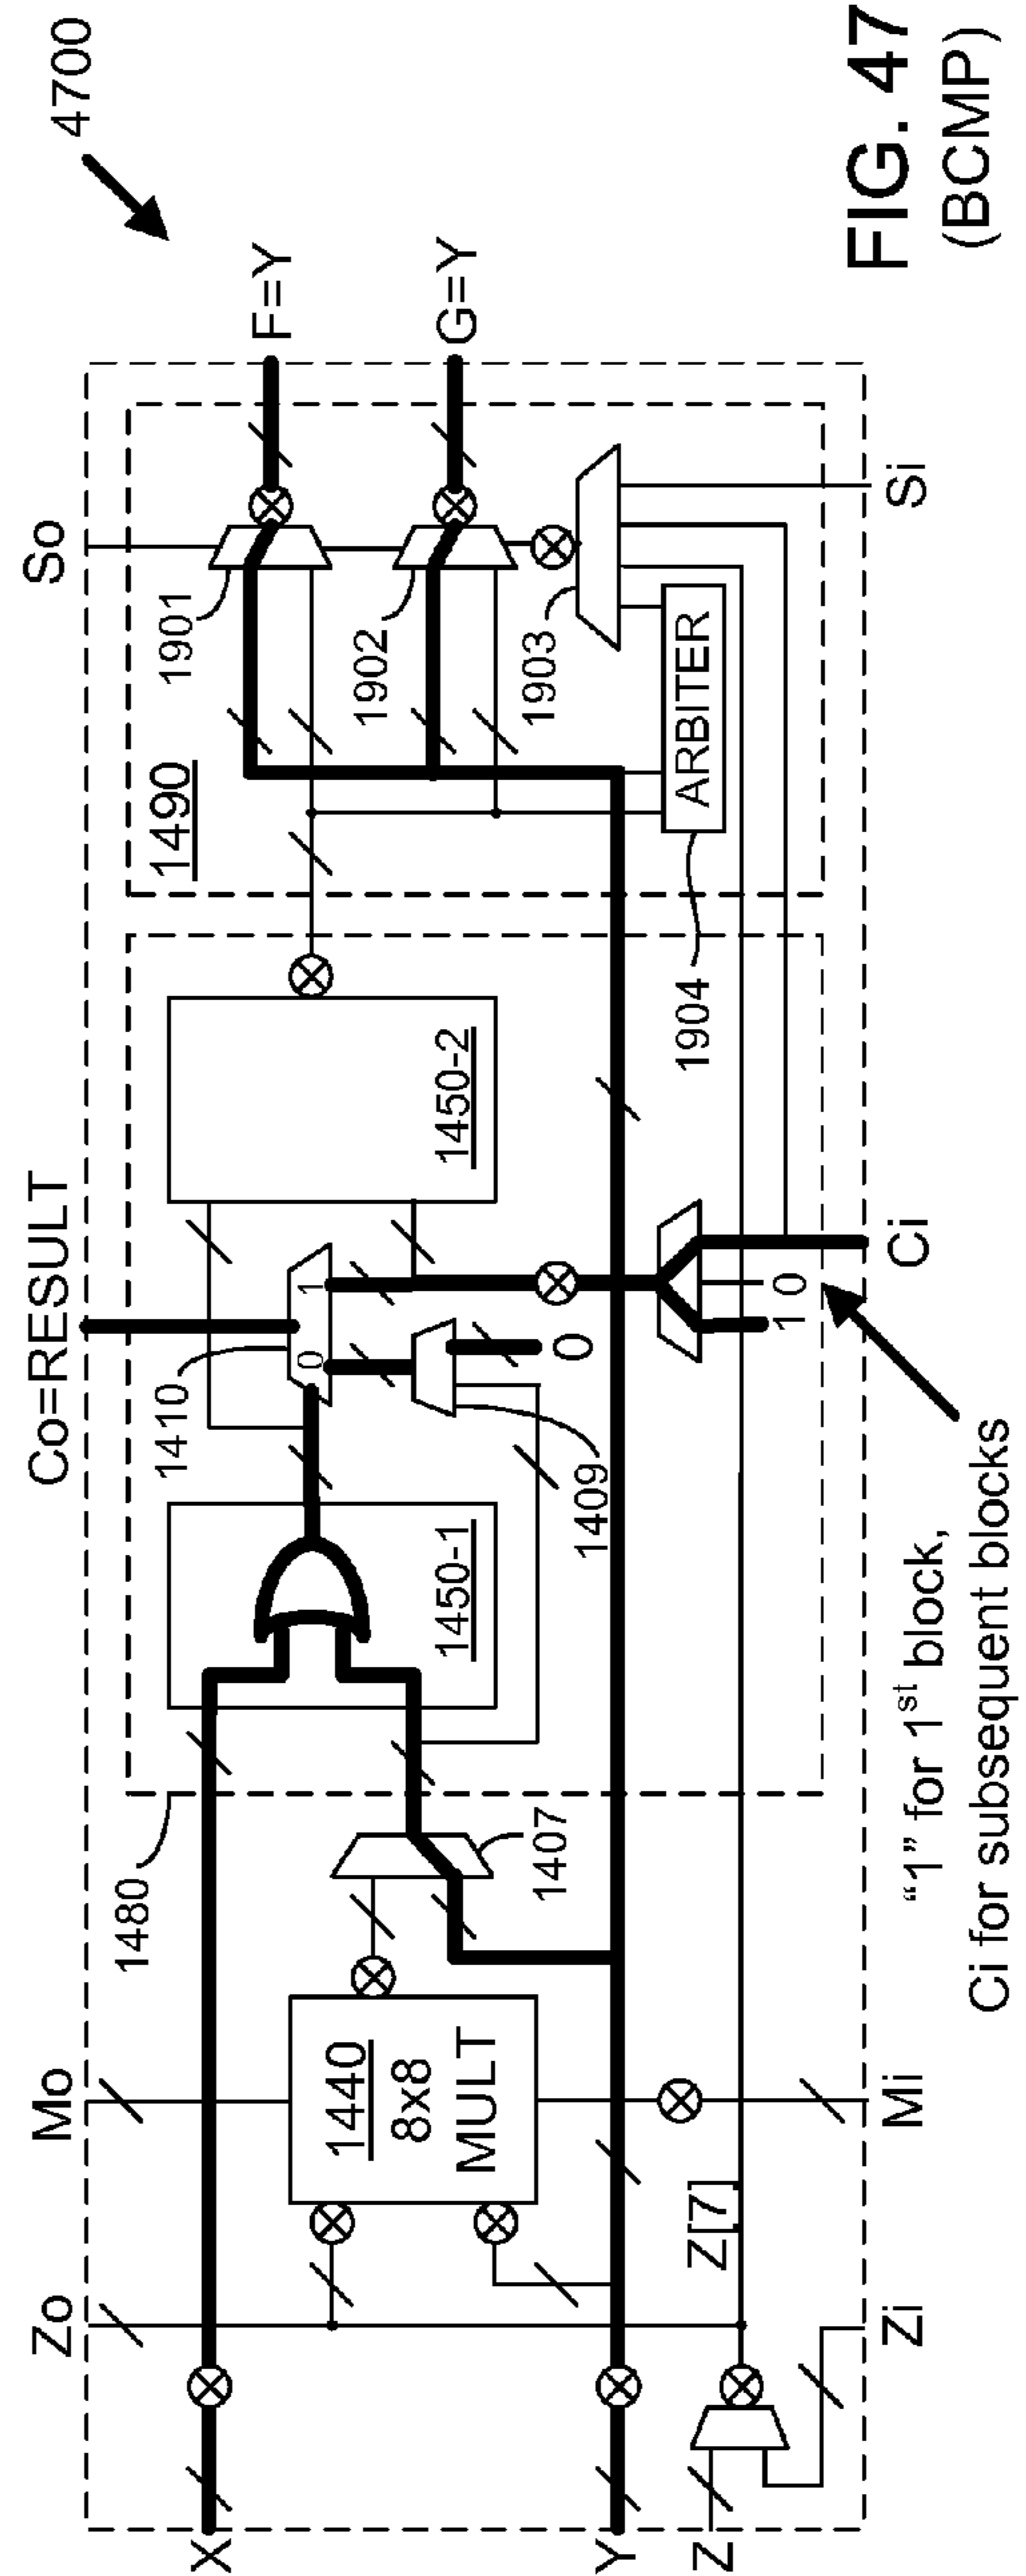 4700
Co=RESULT
So
Zo
Mo
1480
1410
1490
1901
F=Y
X
1440
8x8
MULT
1450-1
0
1
1450-2
1902
G=Y
1407
1409
0
1903
Y
Z[7]
1904
ARBITER
Z
1
0
Zi
Mi
Ci
Si
"1" for 1st block,
Ci for subsequent blocks
FIG. 47
(BCMP)